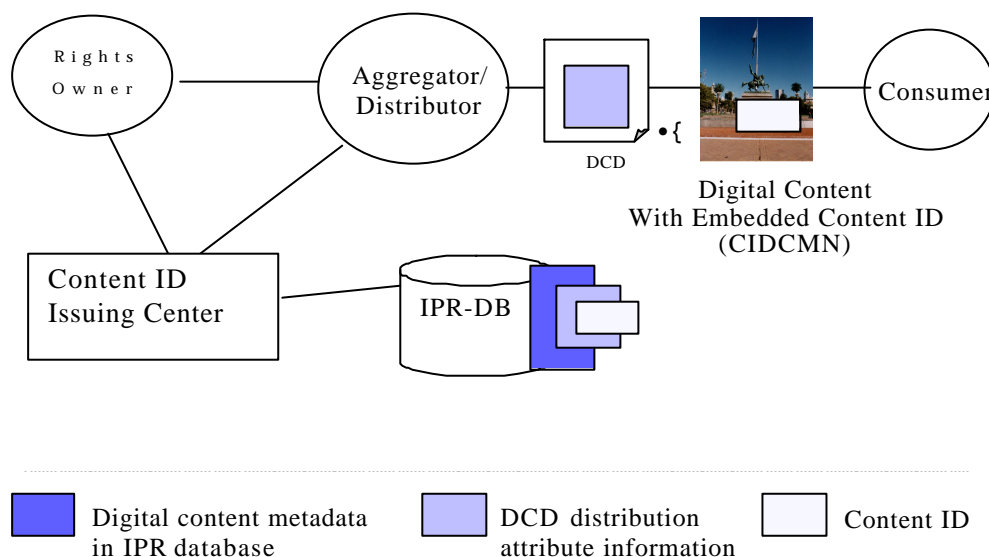 Rights
Owner
Aggregator/
Distributor
DCD
•{
Consumer
Digital Content
With Embedded Content ID
(CIDCMN)
Content ID
Issuing Center
IPR-DB
Digital content metadata
in IPR database
DCD distribution
attribute information
Content ID